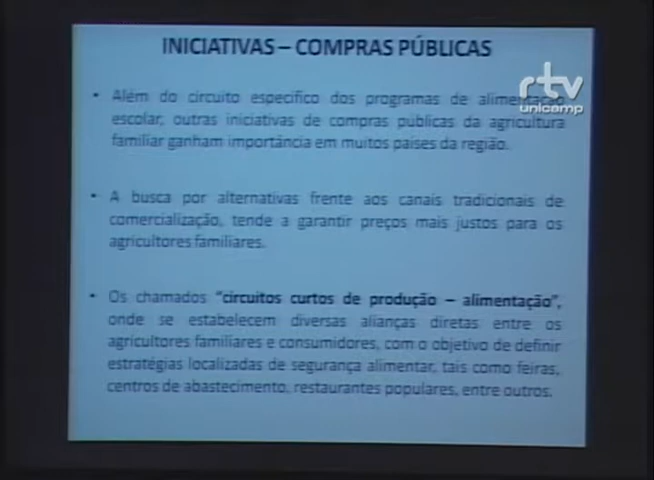 INICIATIVAS – COMPRAS PÚBLICAS
rtv
unicamp
• Além do circuito específico dos programas de alimentação
escolar, outras iniciativas de compras públicas da agricultura
familiar ganham importância em muitos países da região.
• A busca por alternativas frente aos canais tradicionais de
comercialização, tende a garantir preços mais justos para os
agricultores familiares.
• Os chamados "circuitos curtos de produção – alimentação",
onde se estabelecem diversas alianças diretas entre os
agricultores familiares e consumidores, com o objetivo de definir
estratégias localizadas de segurança alimentar, tais como feiras,
centros de abastecimento, restaurantes populares, entre outros.